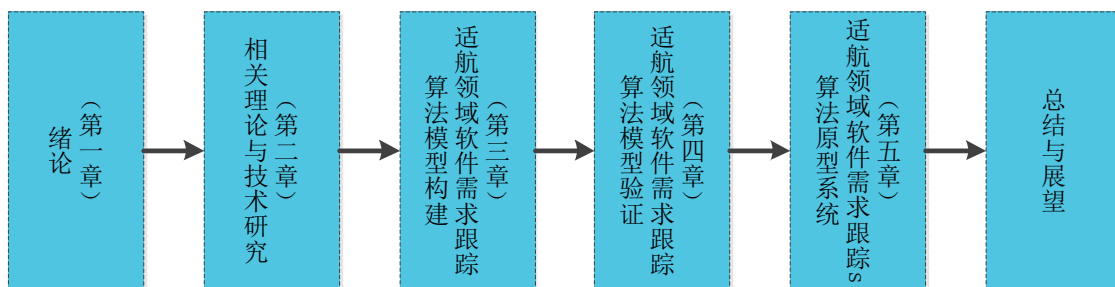 （第一章）
绪论
（第二章）
相关理论与技术研究
（第三章）
适航领域软件需求跟踪
算法模型构建
（第四章）
适航领域软件需求跟踪
算法模型验证
（第五章）
适航领域软件需求跟踪s
算法原型系统
总结与展望